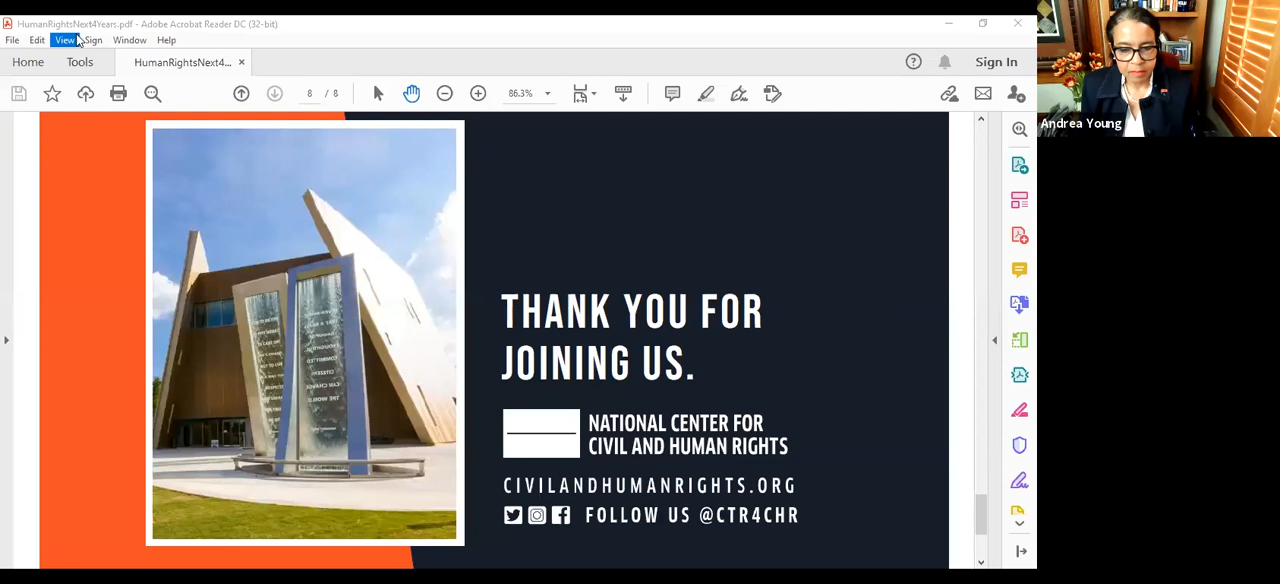 HumanRightsNext4Years.pdf - Adobe Acrobat Reader DC (32-bit)
File Edit View Sign Window Help
Home Tools HumanRightsNext4... × Sign In
8 / 8 86.3%
Andrea Young
THANK YOU FOR
JOINING US.
NATIONAL CENTER FOR
CIVIL AND HUMAN RIGHTS
CIVILANDHUMANRIGHTS.ORG
FOLLOW US @CTR4CHR